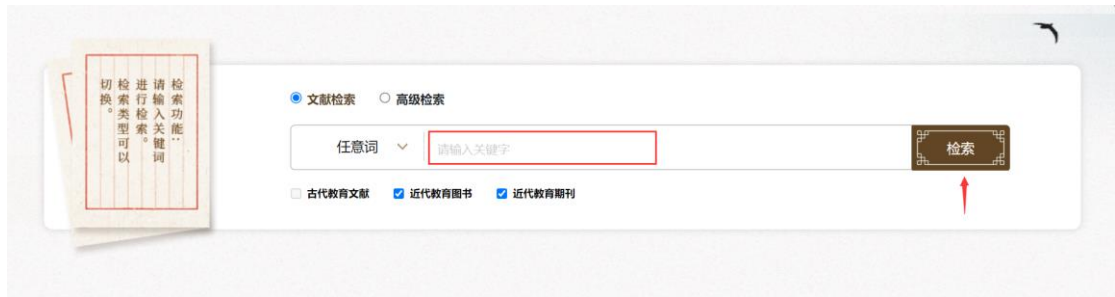 检索功能：
请输入关键词
进行检索。
检索类型可以
切换。
文献检索 高级检索
任意词 请输入关键字 检索
古代教育文献 近代教育图书 近代教育期刊